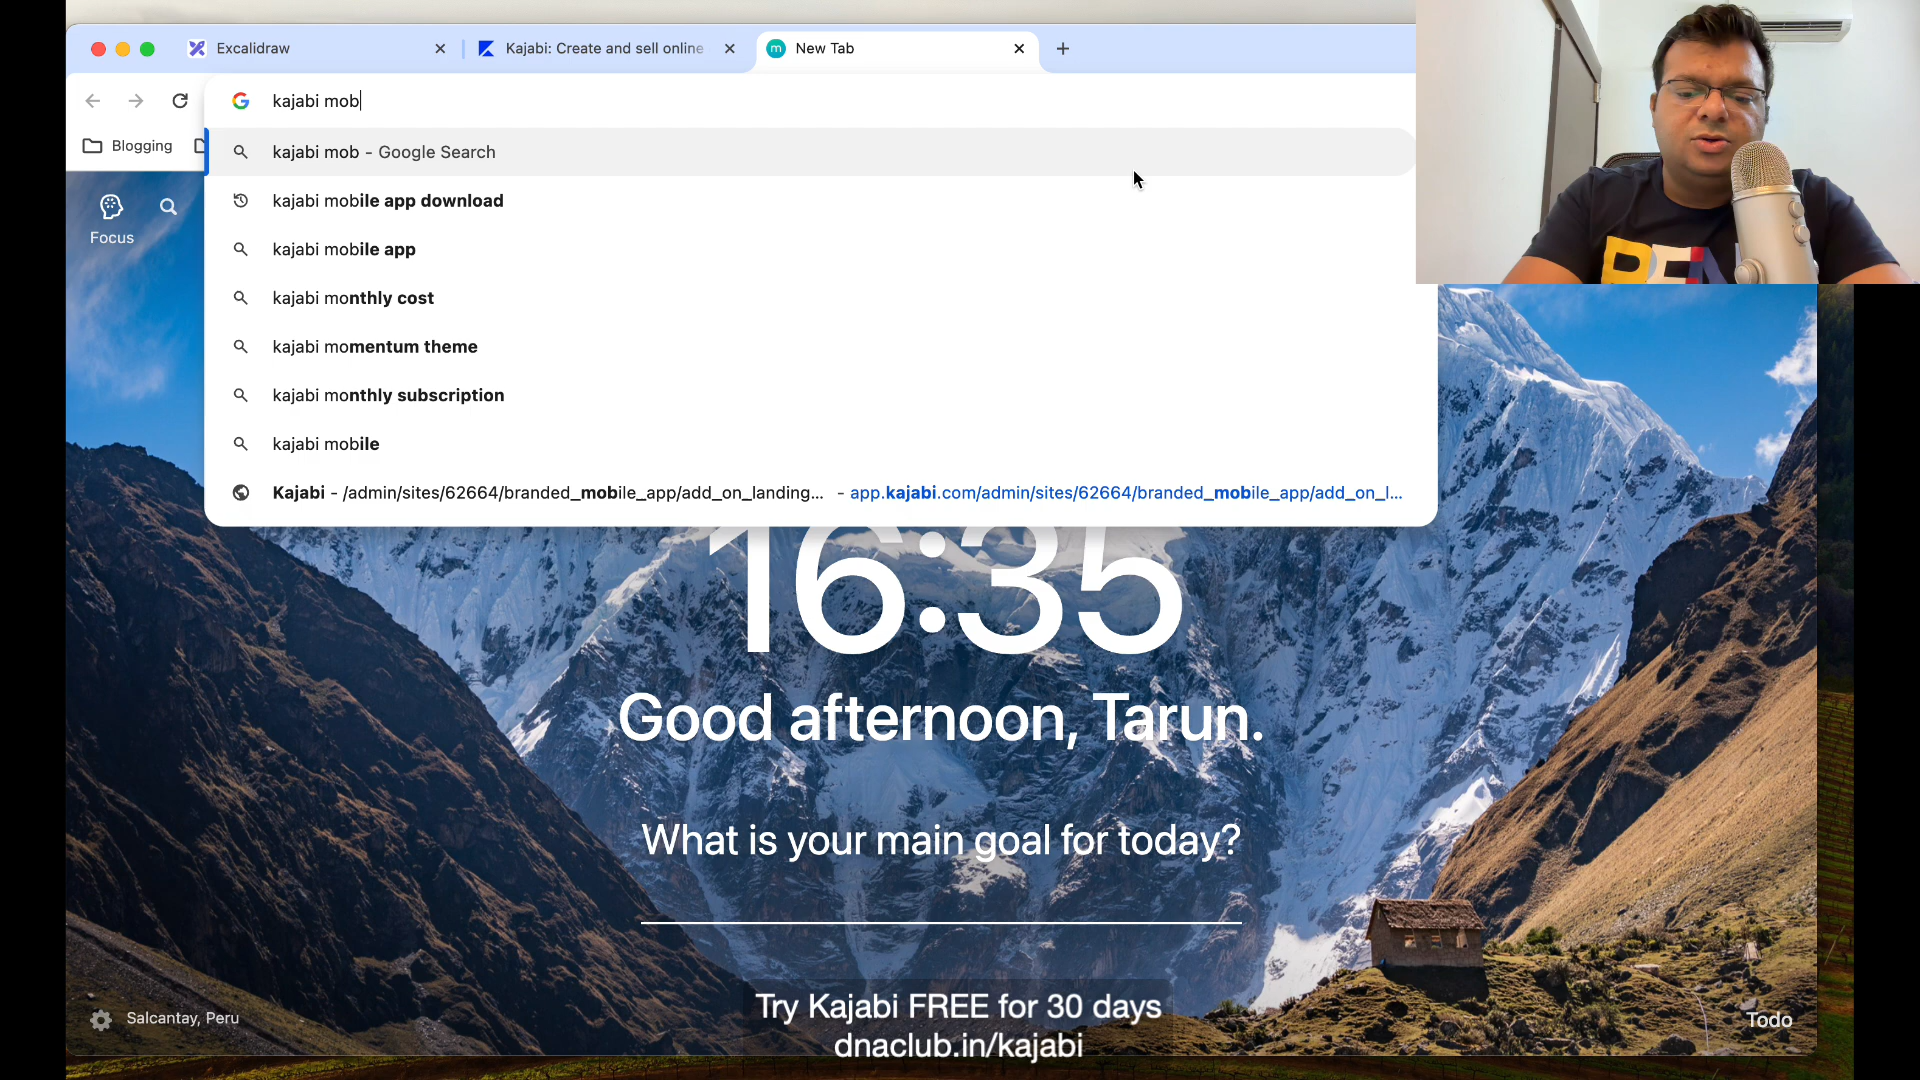 Excalidraw
Kajabi: Create and sell online
New Tab
kajabi mob
Blogging
kajabi mob - Google Search
kajabi mobile app download
kajabi mobile app
kajabi monthly cost
kajabi momentum theme
kajabi monthly subscription
kajabi mobile
Kajabi - /admin/sites/62664/branded_mobile_app/add_on_landing... - app.kajabi.com/admin/sites/62664/branded_mobile_app/add_on_l...
Focus
16:35
Good afternoon, Tarun.
What is your main goal for today?
Salcantay, Peru
Todo
Try Kajabi FREE for 30 days
dnaclub.in/kajabi